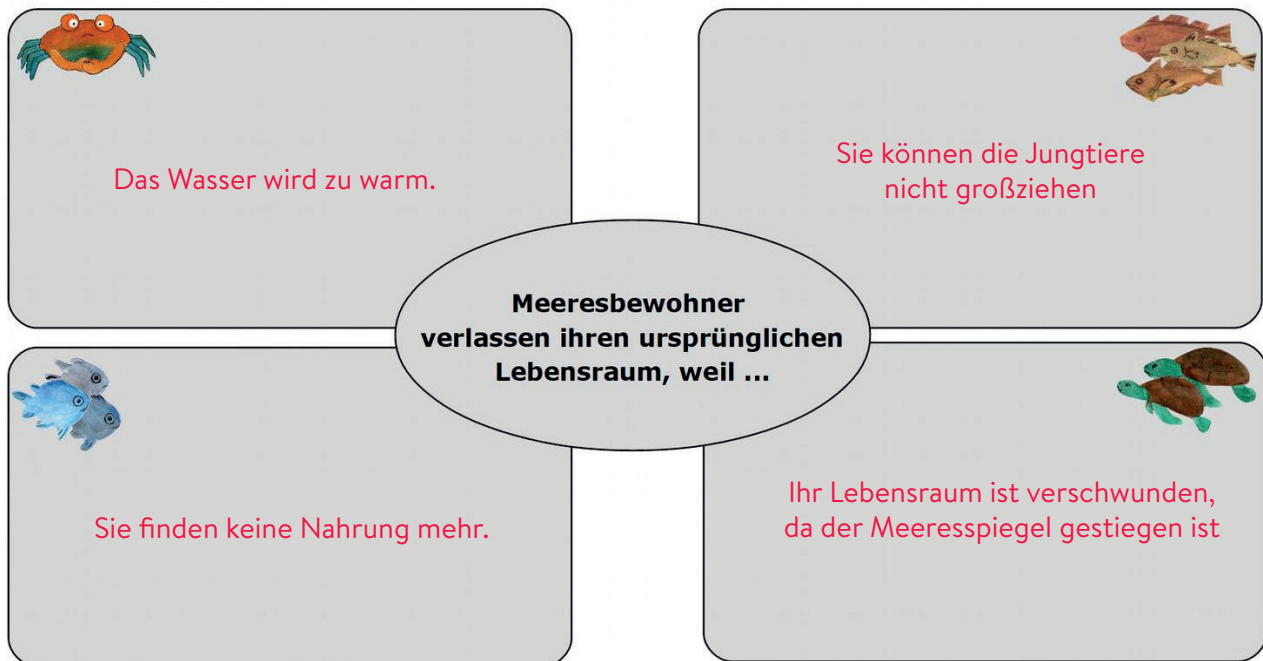 Das Wasser wird zu warm.
Sie können die Jungtiere
nicht großziehen
Meeresbewohner
verlassen ihren ursprünglichen
Lebensraum, weil ...
Sie finden keine Nahrung mehr.
Ihr Lebensraum ist verschwunden,
da der Meeresspiegel gestiegen ist